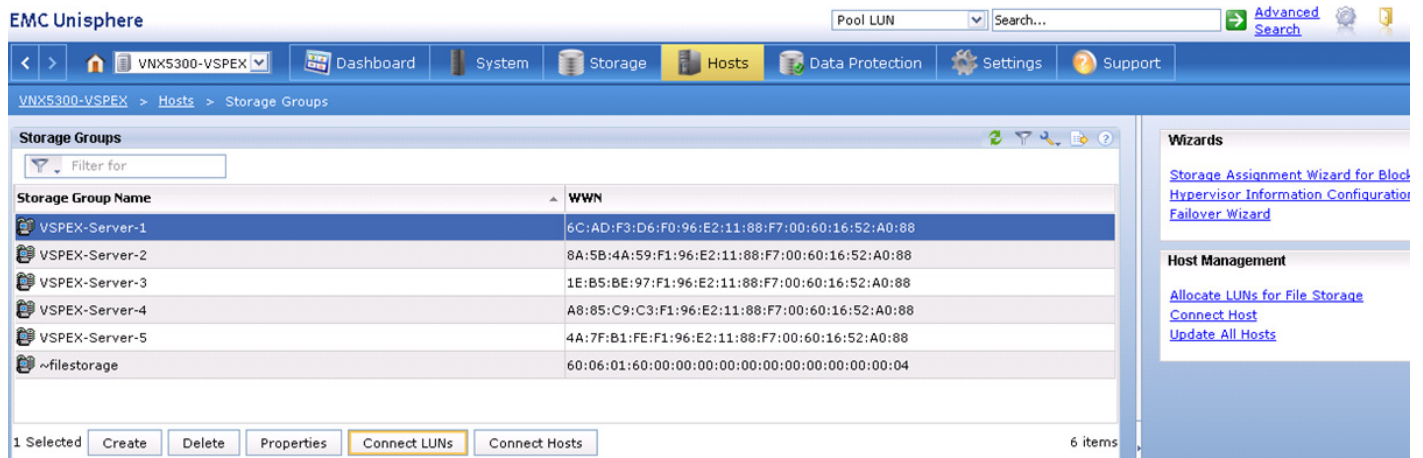 EMC Unisphere
Pool LUN
Search...
Advanced Search
VNX5300-VSPEX
Dashboard
System
Storage
Hosts
Data Protection
Settings
Support
VNX5300-VSPEX > Hosts > Storage Groups
Storage Groups
Filter for
Storage Group Name WWN
VSPEX-Server-1 6C:AD:F3:D6:F0:96:E2:11:88:F7:00:60:16:52:A0:88
VSPEX-Server-2 8A:5B:4A:59:F1:96:E2:11:88:F7:00:60:16:52:A0:88
VSPEX-Server-3 1E:B5:BE:97:F1:96:E2:11:88:F7:00:60:16:52:A0:88
VSPEX-Server-4 A8:85:C9:C3:F1:96:E2:11:88:F7:00:60:16:52:A0:88
VSPEX-Server-5 4A:7F:B1:FE:F1:96:E2:11:88:F7:00:60:16:52:A0:88
~filestorage 60:06:01:60:00:00:00:00:00:00:00:00:00:00:00:04
1 Selected Create Delete Properties Connect LUNs Connect Hosts 6 items
Wizards
Storage Assignment Wizard for Block
Hypervisor Information Configuration
Failover Wizard
Host Management
Allocate LUNs for File Storage
Connect Host
Update All Hosts